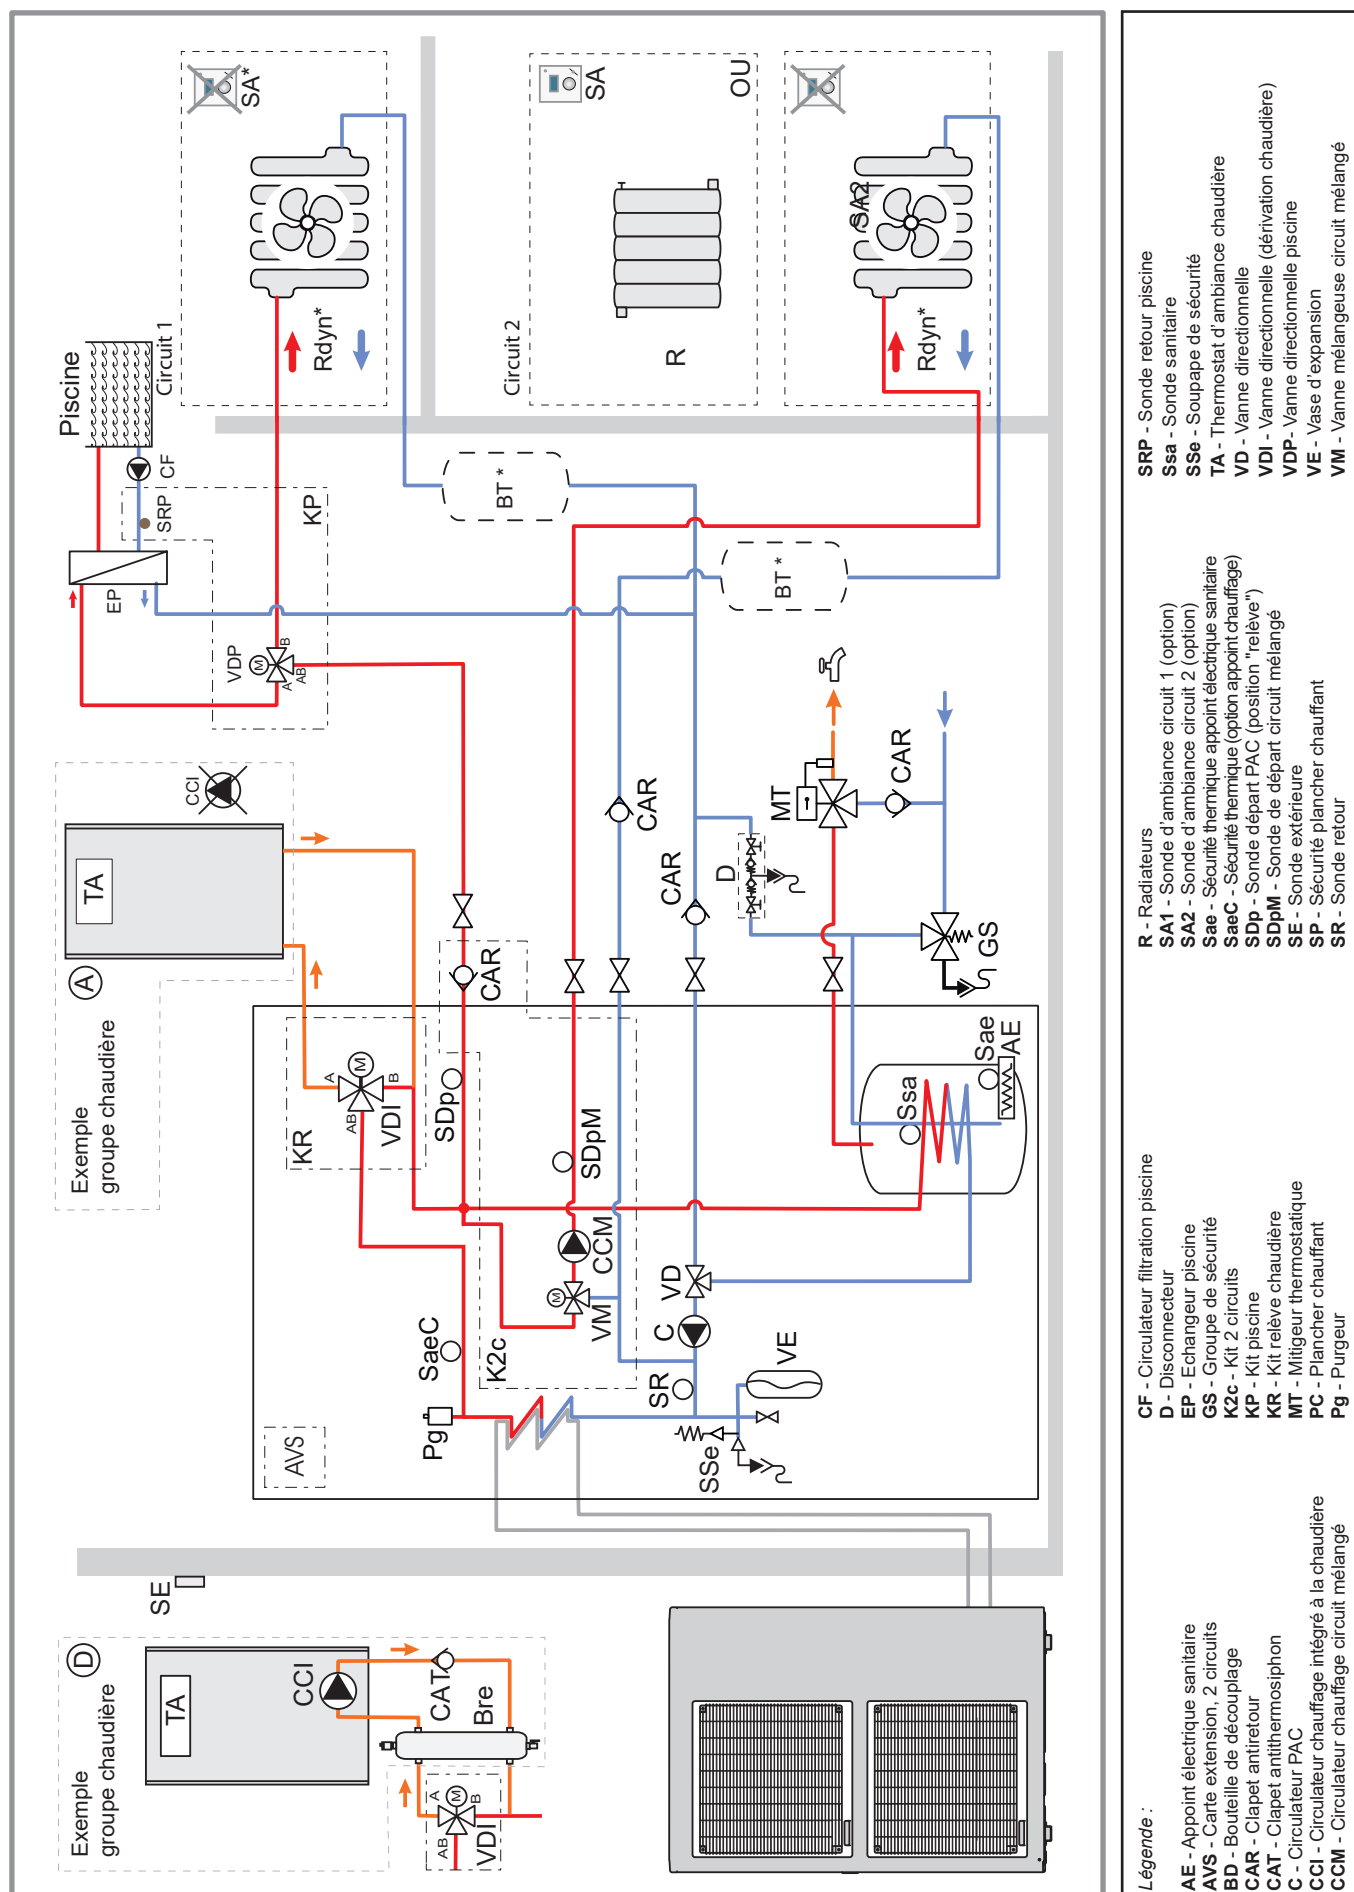 Exemple
groupe chaudière
D
TA
CCI
CAT
Bre
A
AB
M
B
VDI
SE
Exemple
groupe chaudière
A
TA
CCI
Piscine
CF
SRP
EP
KP
VDP
M
A
AB
B
Circuit 1
SA*
Rdyn*
Circuit 2
SA
R
OU
SA2
Rdyn*
BT *
BT *
AVS
KR
A
AB
M
B
VDI
SDp
CAR
SaeC
Pg
K2c
SDpM
CCM
M
VM
CAR
CAR
C
VD
SR
VE
SSe
D
MT
CAR
GS
Ssa
Sae
AE
Légende :
AE - Appoint électrique sanitaire
AVS - Carte extension, 2 circuits
BD - Bouteille de découplage
CAR - Clapet antiretour
CAT - Clapet antithermosiphon
C - Circulateur PAC
CCI - Circulateur chauffage intégré à la chaudière
CCM - Circulateur chauffage circuit mélangé
CF - Circulateur filtration piscine
D - Disconnecteur
EP - Echangeur piscine
GS - Groupe de sécurité
K2c - Kit 2 circuits
KP - Kit piscine
KR - Kit relève chaudière
MT - Mitigeur thermostatique
PC - Plancher chauffant
Pg - Purgeur
R - Radiateurs
SA1 - Sonde d'ambiance circuit 1 (option)
SA2 - Sonde d'ambiance circuit 2 (option)
Sae - Sécurité thermique appoint électrique sanitaire
SaeC - Sécurité thermique (option appoint chauffage)
SDp - Sonde départ PAC (position "relève")
SDpM - Sonde de départ circuit mélangé
SE - Sonde extérieure
SP - Sécurité plancher chauffant
SR - Sonde retour
SRP - Sonde retour piscine
Ssa - Sonde sanitaire
SSe - Soupape de sécurité
TA - Thermostat d'ambiance chaudière
VD - Vanne directionnelle
VDI - Vanne directionnelle (dérivation chaudière)
VDP- Vanne directionnelle piscine
VE - Vase d'expansion
VM - Vanne mélangeuse circuit mélangé